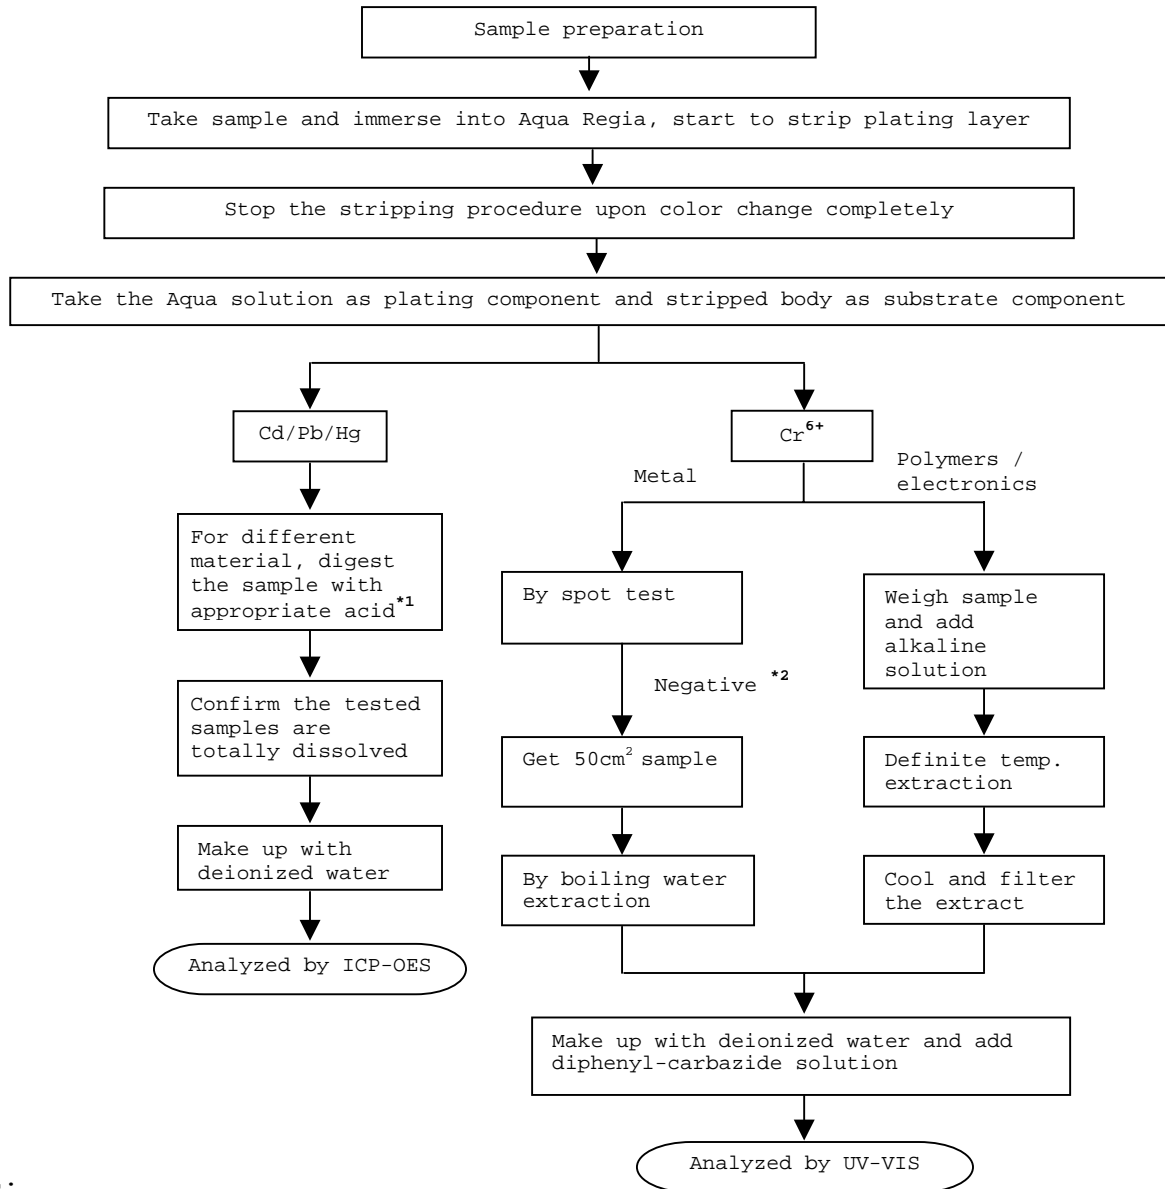 Sample preparation
Take sample and immerse into Aqua Regia, start to strip plating layer
Stop the stripping procedure upon color change completely
Take the Aqua solution as plating component and stripped body as substrate component
Cd/Pb/Hg
Cr6+
Metal
Polymers /
electronics
For different
material, digest
the sample with
appropriate acid*1
By spot test
Weigh sample
and add
alkaline
solution
Negative *2
Confirm the tested
samples are
totally dissolved
Get 50cm2 sample
Definite temp.
extraction
Make up with
deionized water
By boiling water
extraction
Cool and filter
the extract
Analyzed by ICP-OES
Make up with deionized water and add
diphenyl-carbazide solution
Analyzed by UV-VIS